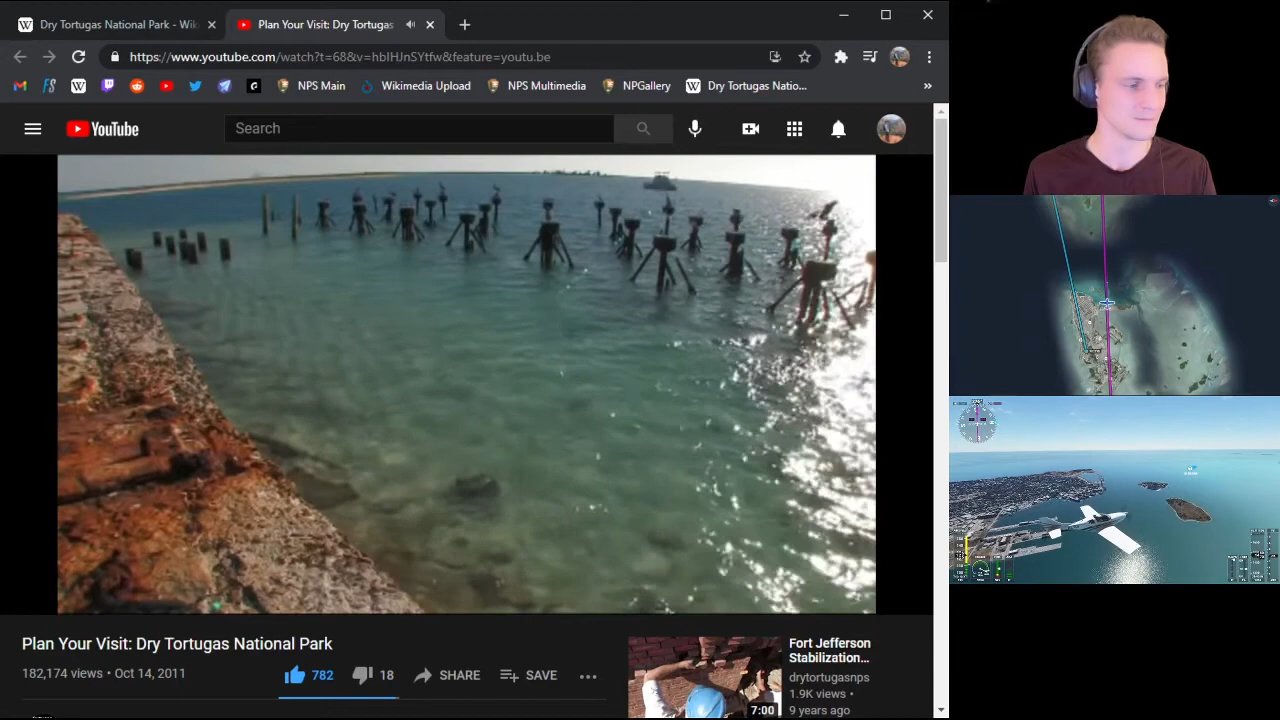 Dry Tortugas National Park - Wiki
Plan Your Visit: Dry Tortugas
https://www.youtube.com/watch?t=68&v=hbIHJnSYtfw&feature=youtu.be
NPS Main
Wikimedia Upload
NPS Multimedia
NPGallery
Dry Tortugas Natio...
YouTube
Search
Plan Your Visit: Dry Tortugas National Park
182,174 views • Oct 14, 2011
782
18
SHARE
SAVE
7:00
Fort Jefferson
Stabilization...
drytortugasnps
1.9K views •
9 years ago